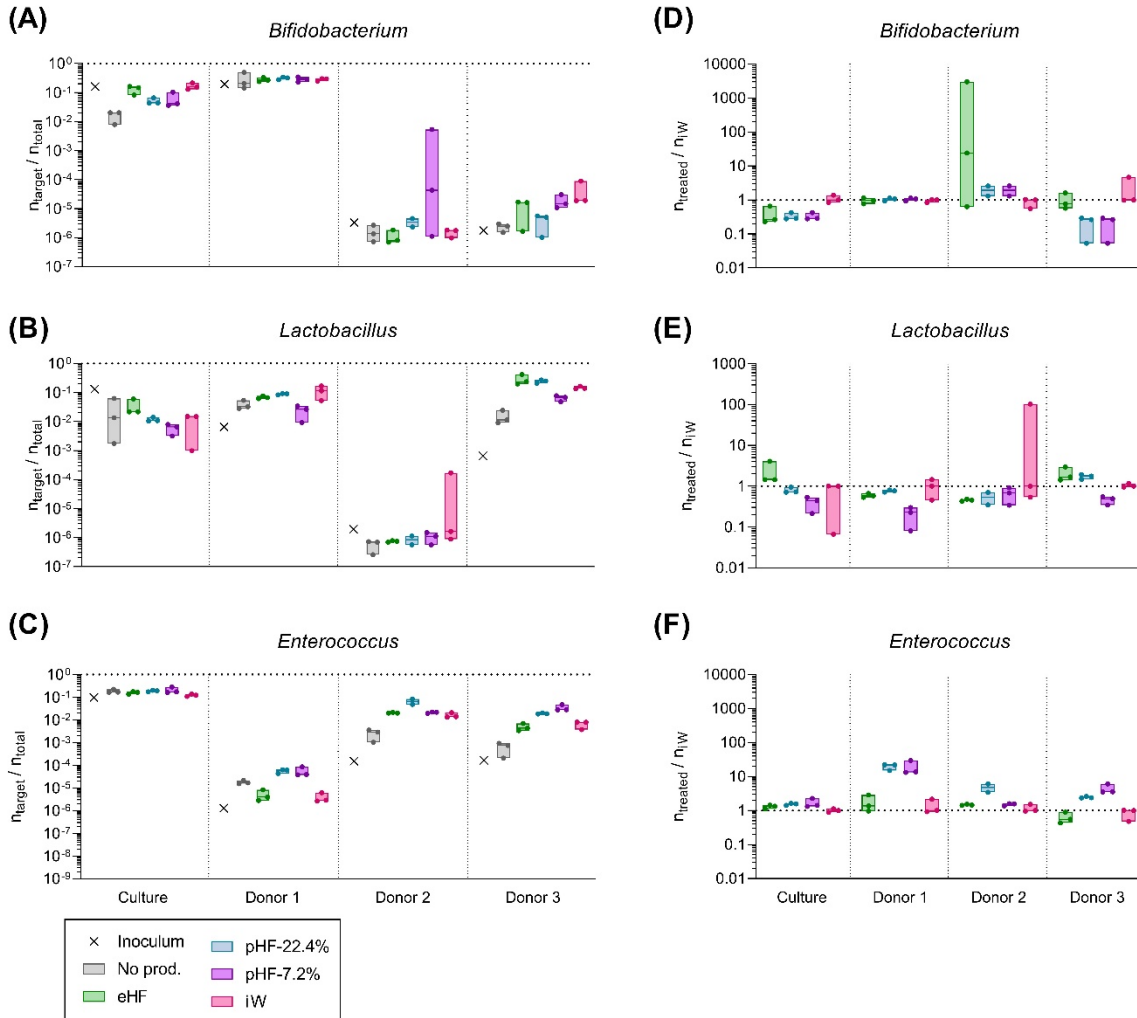 (A)
Bifidobacterium
n_target / n_total
10^0
10^-1
10^-2
10^-3
10^-4
10^-5
10^-6
10^-7
(D)
Bifidobacterium
n_treated / n_iW
10000
1000
100
10
1
0.1
0.01
(B)
Lactobacillus
n_target / n_total
10^0
10^-1
10^-2
10^-3
10^-4
10^-5
10^-6
10^-7
(E)
Lactobacillus
n_treated / n_iW
1000
100
10
1
0.1
0.01
(C)
Enterococcus
n_target / n_total
10^0
10^-1
10^-2
10^-3
10^-4
10^-5
10^-6
10^-7
10^-8
10^-9
Culture Donor 1 Donor 2 Donor 3
(F)
Enterococcus
n_treated / n_iW
10000
1000
100
10
1
0.1
0.01
Culture Donor 1 Donor 2 Donor 3
Inoculum
No prod.
eHF
pHF-22.4%
pHF-7.2%
iW